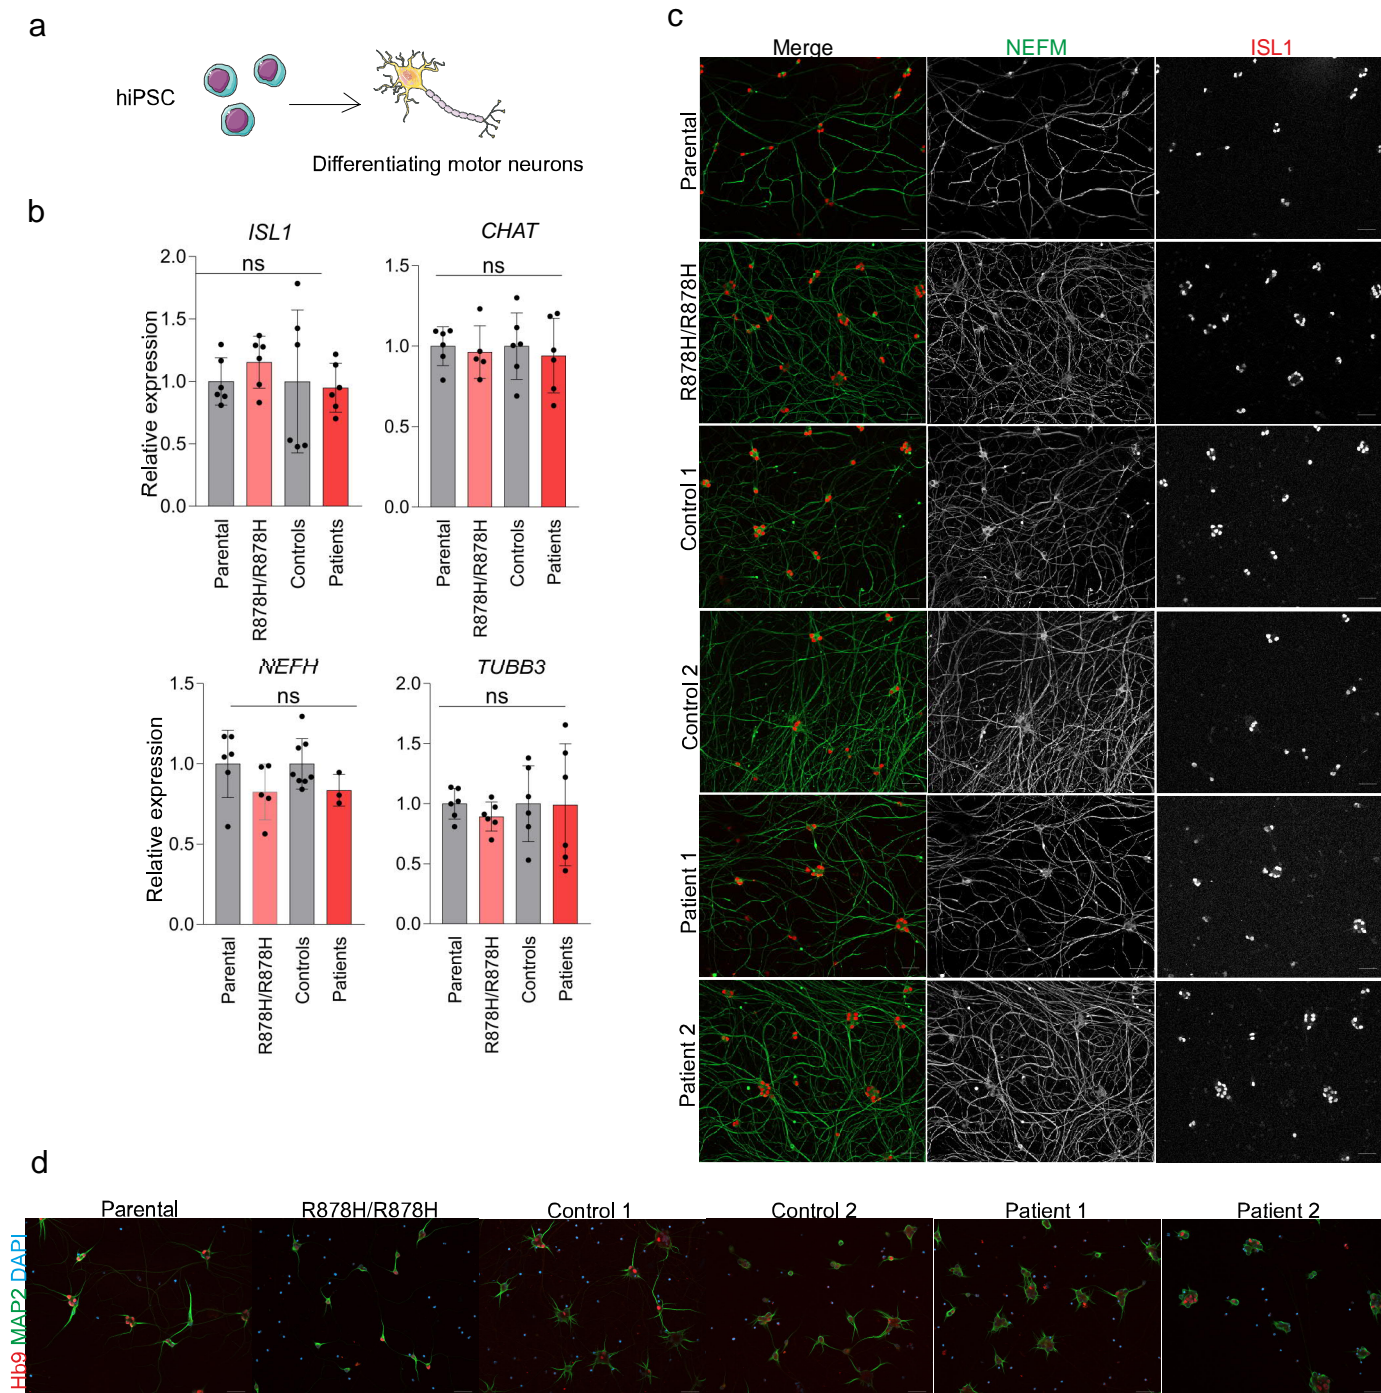 a
hiPSC
Differentiating motor neurons
b
ISL1
ns
Relative expression
2.0
1.5
1.0
0.5
0.0
Parental
R878H/R878H
Controls
Patients
CHAT
ns
1.5
1.0
0.5
0.0
Parental
R878H/R878H
Controls
Patients
NEFH
ns
Relative expression
1.5
1.0
0.5
0.0
Parental
R878H/R878H
Controls
Patients
TUBB3
ns
2.0
1.5
1.0
0.5
0.0
Parental
R878H/R878H
Controls
Patients
c
Merge NEFM ISL1
Parental
R878H/R878H
Control 1
Control 2
Patient 1
Patient 2
d
Parental R878H/R878H Control 1 Control 2 Patient 1 Patient 2
Hb9 MAP2 DAPI